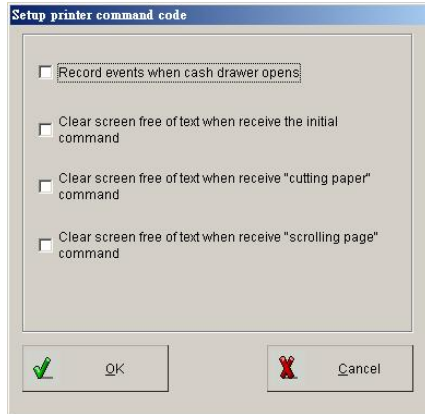 Setup printer command code
Record events when cash drawer opens
Clear screen free of text when receive the initial
command
Clear screen free of text when receive "cutting paper"
command
Clear screen free of text when receive "scrolling page"
command
OK
Cancel